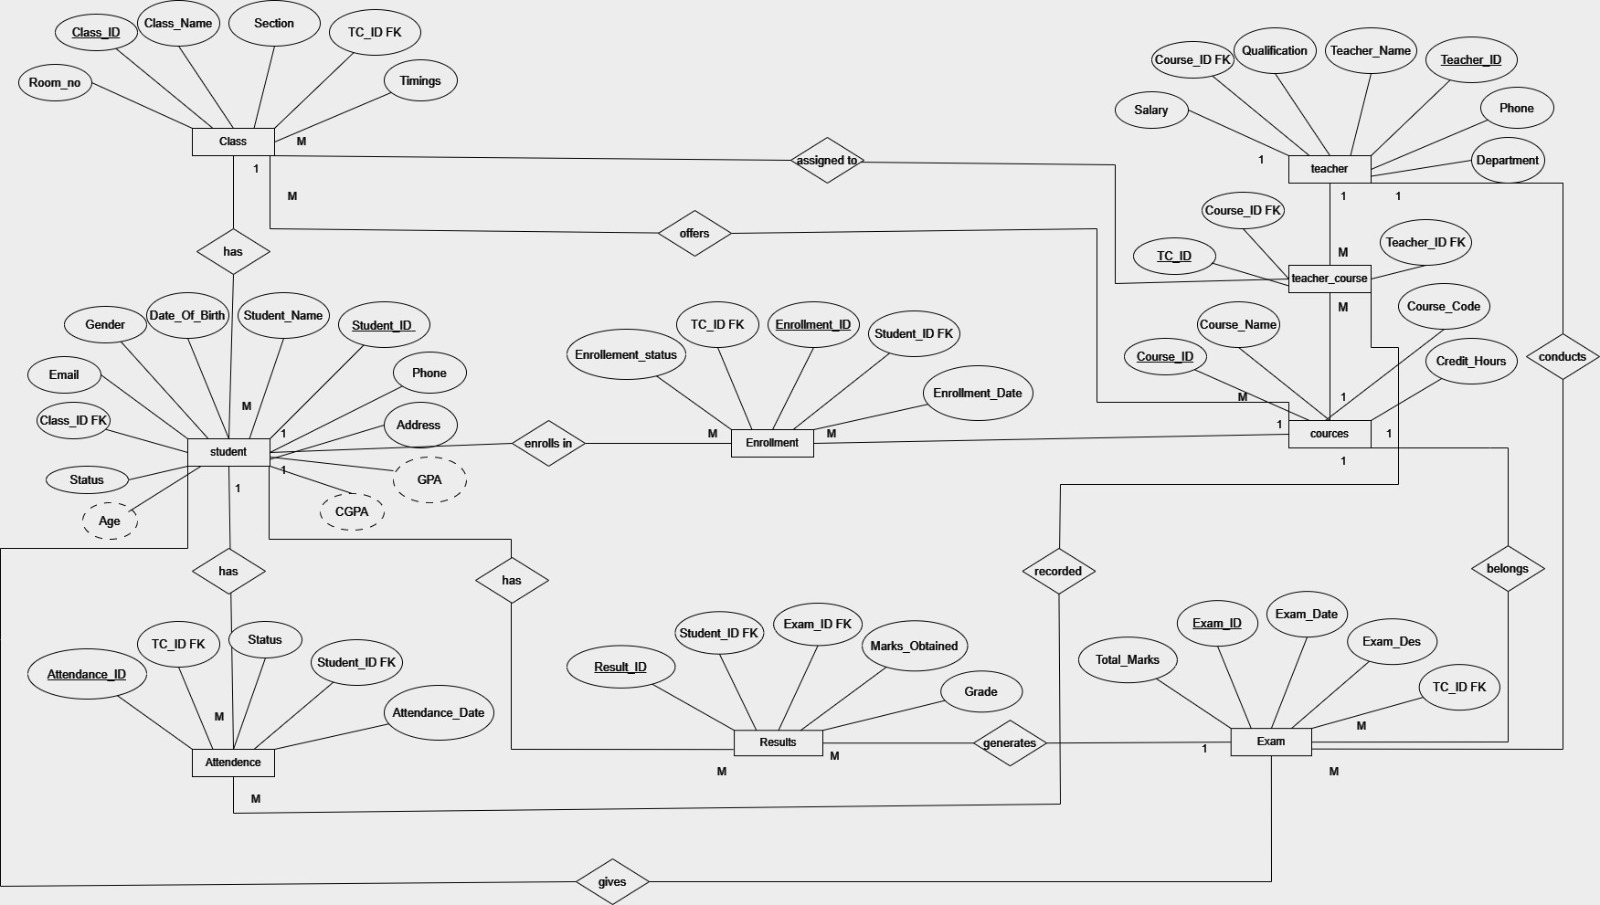 Class_ID
Class_Name
Section
TC_ID FK
Room_no
Timings
Class
M
1
M
assigned to
offers
has
Course_ID FK
Qualification
Teacher_Name
Teacher_ID
Salary
Phone
Department
1
teacher
1
1
Course_ID FK
Teacher_ID FK
TC_ID
M
teacher_course
M
Course_Name
Course_Code
Course_ID
Credit_Hours
conducts
M
1
1
cources
1
1
Gender
Date_Of_Birth
Student_Name
Student_ID
Email
Phone
Class_ID FK
Address
M
1
student
1
Status
GPA
1
Age
CGPA
enrolls in
Enrollement_status
TC_ID FK
Enrollment_ID
Student_ID FK
Enrollment_Date
M
Enrollment
M
has
has
recorded
belongs
TC_ID FK
Status
Student_ID FK
Attendance_ID
Attendance_Date
M
Attendence
M
Student_ID FK
Exam_ID FK
Marks_Obtained
Result_ID
Grade
Results
M
M
generates
Exam_ID
Exam_Date
Exam_Des
Total_Marks
TC_ID FK
M
1
Exam
M
gives